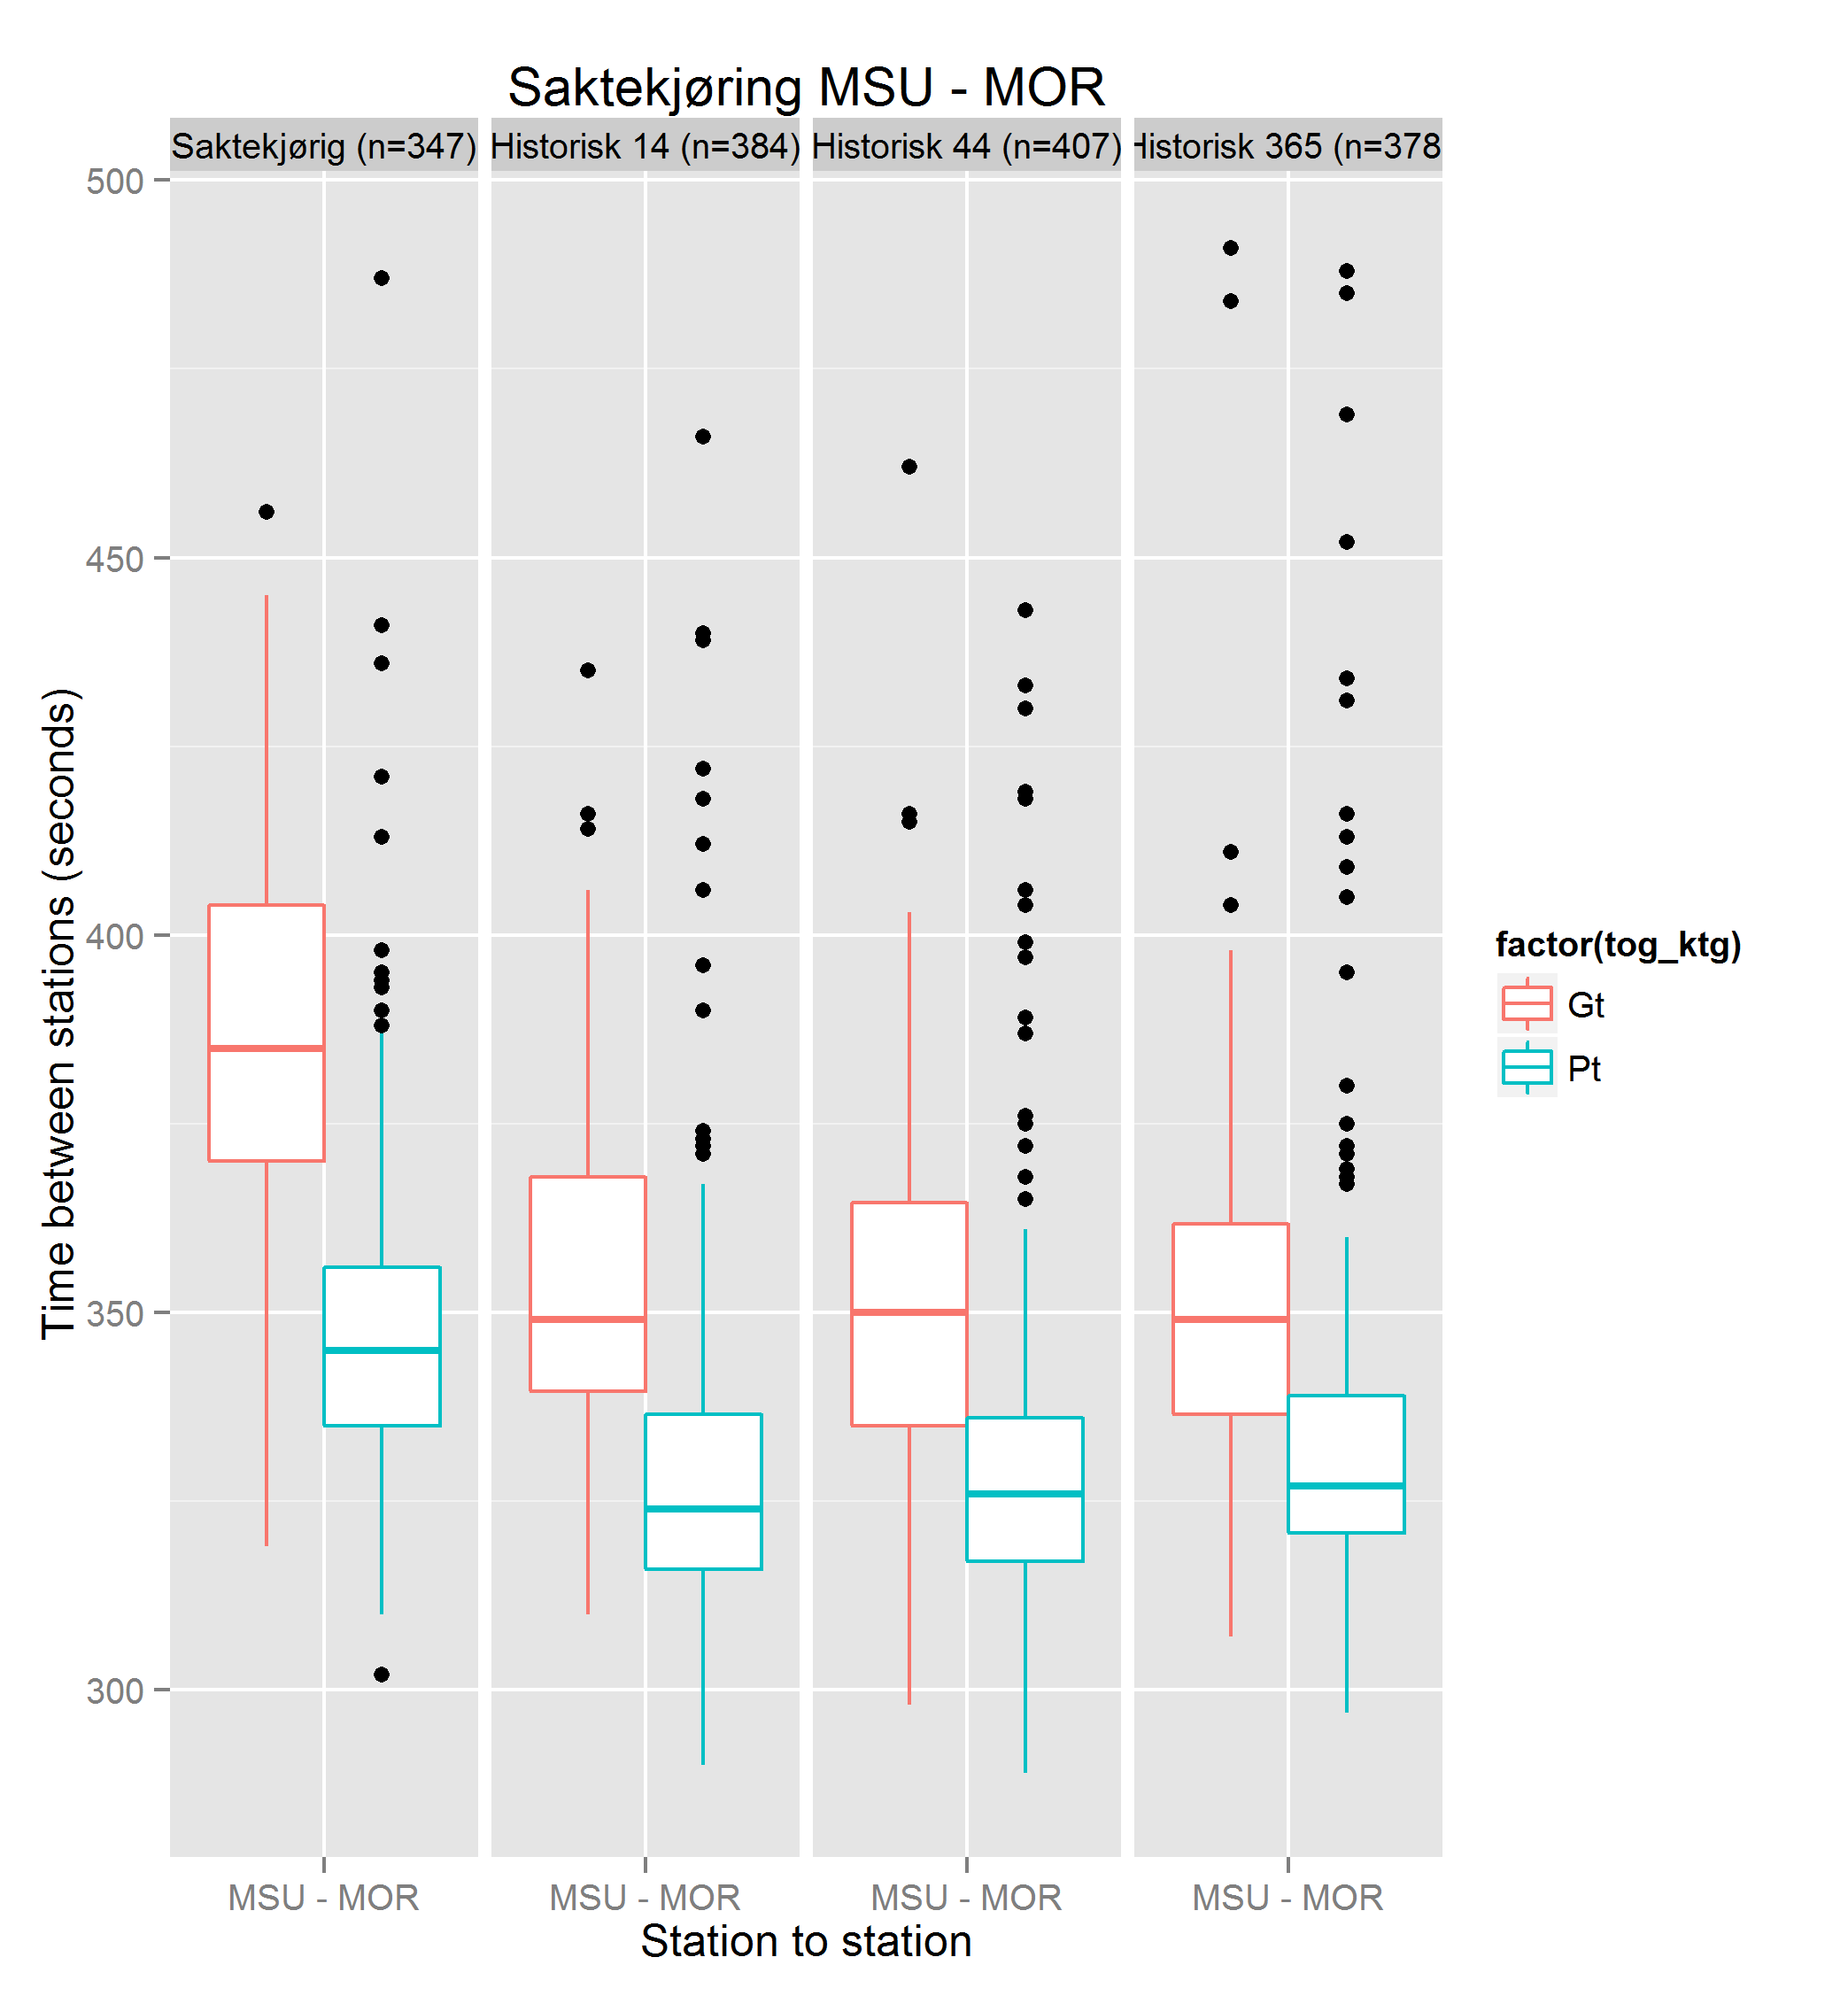 Saktekjøring MSU - MOR
Saktekjørig (n=347)
Historisk 14 (n=384)
Historisk 44 (n=407)
Historisk 365 (n=378
500
450
400
350
300
Time between stations (seconds)
MSU - MOR
MSU - MOR
MSU - MOR
MSU - MOR
Station to station
factor(tog_ktg)
Gt
Pt